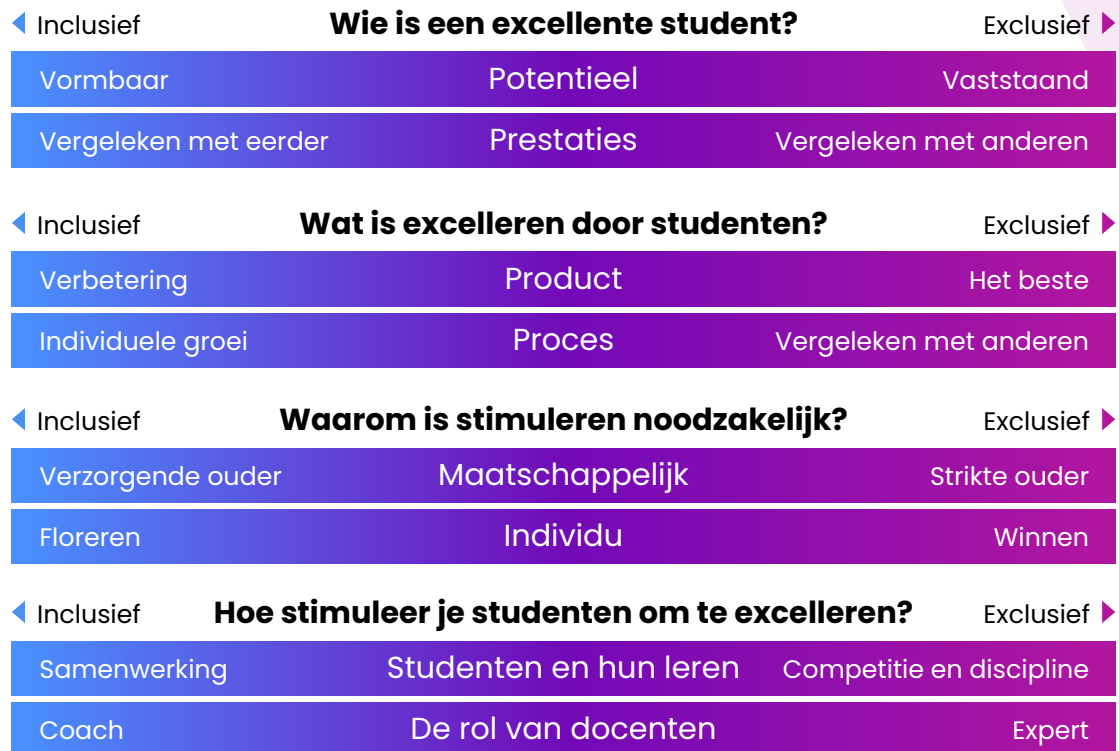 Inclusief Wie is een excellente student? Exclusief
Vormbaar Potentieel Vaststaand
Vergeleken met eerder Prestaties Vergeleken met anderen
Inclusief Wat is excelleren door studenten? Exclusief
Verbetering Product Het beste
Individuele groei Proces Vergeleken met anderen
Inclusief Waarom is stimuleren noodzakelijk? Exclusief
Verzorgende ouder Maatschappelijk Strikte ouder
Floreren Individu Winnen
Inclusief Hoe stimuleer je studenten om te excelleren? Exclusief
Samenwerking Studenten en hun leren Competitie en discipline
Coach De rol van docenten Expert